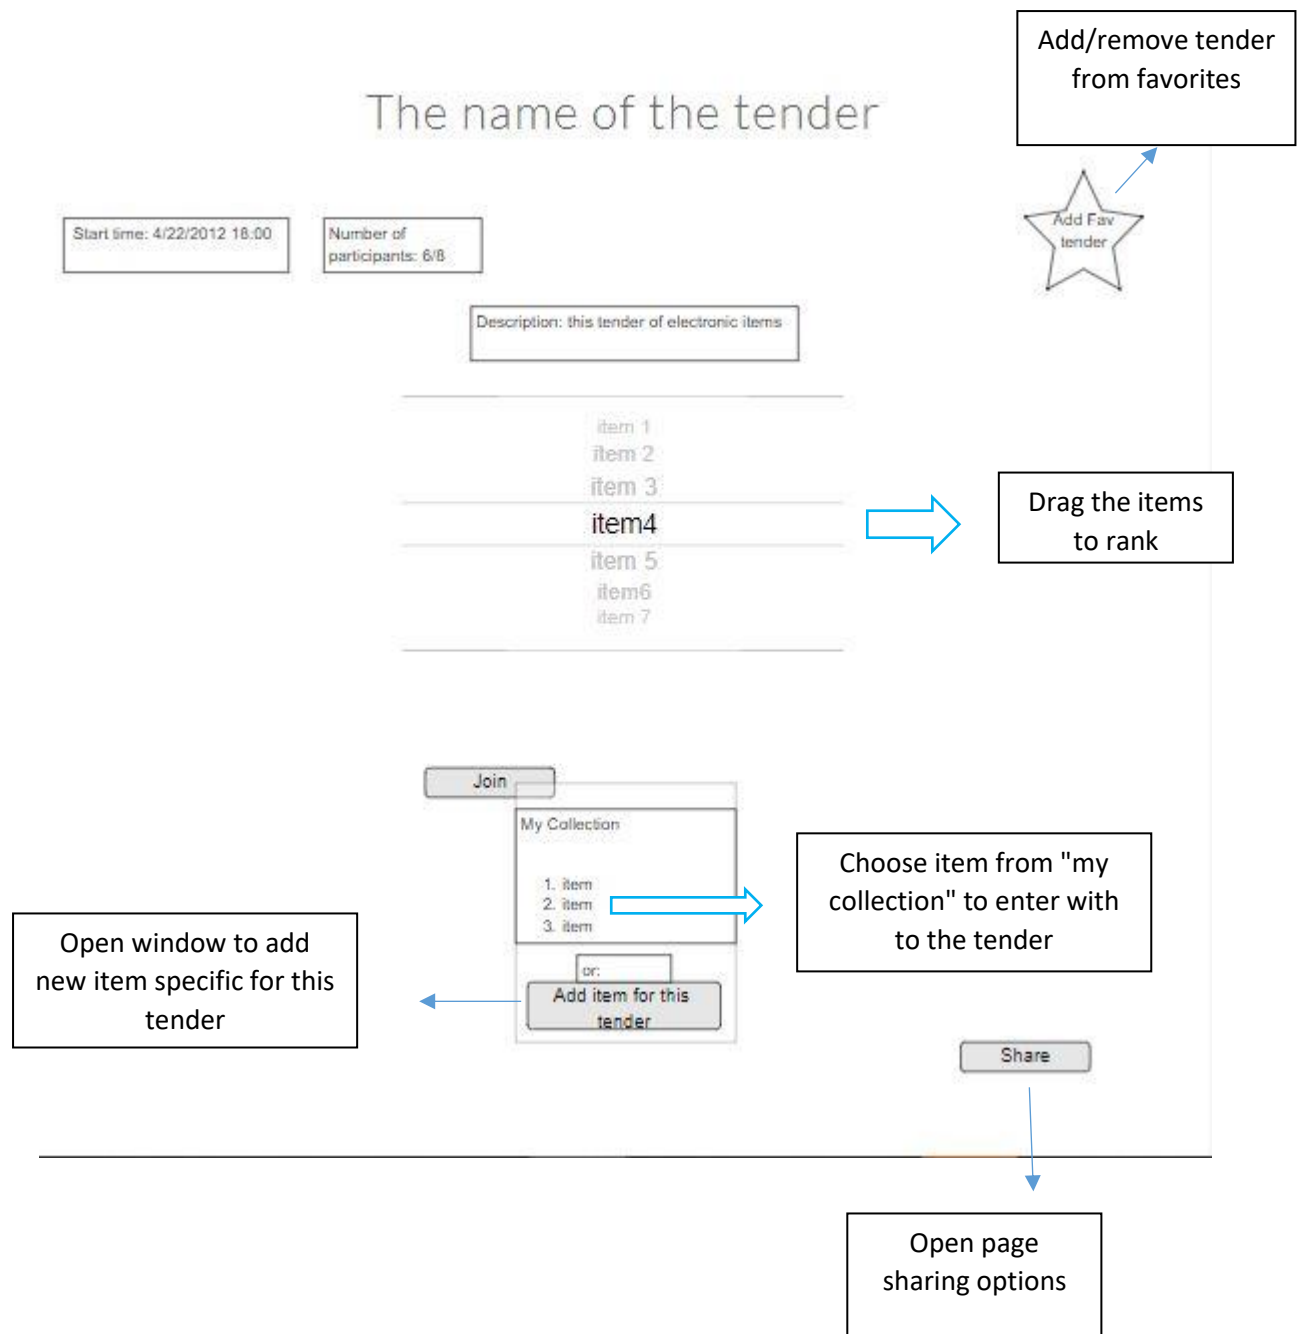 Add/remove tender
from favorites
The name of the tender
Add Fav
tender
Start time: 4/22/2012 18:00
Number of
participants: 6/8
Description: this tender of electronic items
item 1
item 2
item 3
item4
item 5
item6
item 7
Drag the items
to rank
Join
My Collection
1. item
2. item
3. item
Choose item from "my
collection" to enter with
to the tender
Open window to add
new item specific for this
tender
or:
Add item for this
tender
Share
Open page
sharing options